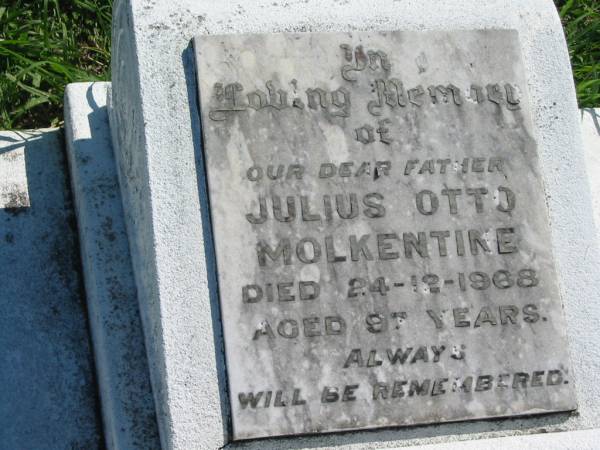 In
Loving Memory
of
OUR DEAR FATHER
JULIUS OTTO
MOLKENTINE
DIED 24-12-1968
AGED 97 YEARS.
ALWAYS
WILL BE REMEMBERED.